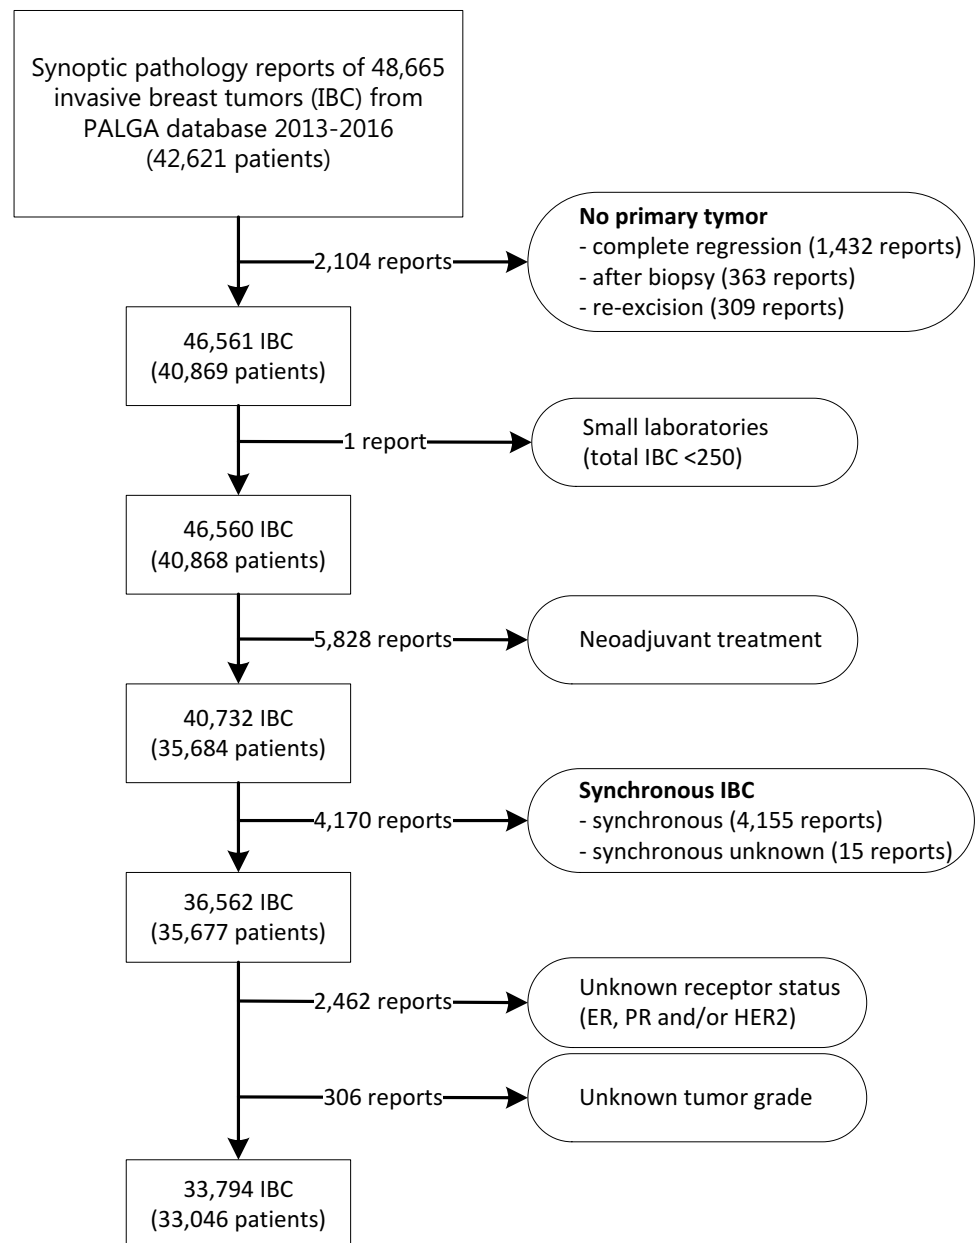 Synoptic pathology reports of 48,665
invasive breast tumors (IBC) from
PALGA database 2013-2016
(42,621 patients)
No primary tymor
- complete regression (1,432 reports)
- after biopsy (363 reports)
- re-excision (309 reports)
2,104 reports
46,561 IBC
(40,869 patients)
1 report
Small laboratories
(total IBC <250)
46,560 IBC
(40,868 patients)
5,828 reports
Neoadjuvant treatment
40,732 IBC
(35,684 patients)
Synchronous IBC
- synchronous (4,155 reports)
- synchronous unknown (15 reports)
4,170 reports
36,562 IBC
(35,677 patients)
2,462 reports
Unknown receptor status
(ER, PR and/or HER2)
306 reports
Unknown tumor grade
33,794 IBC
(33,046 patients)